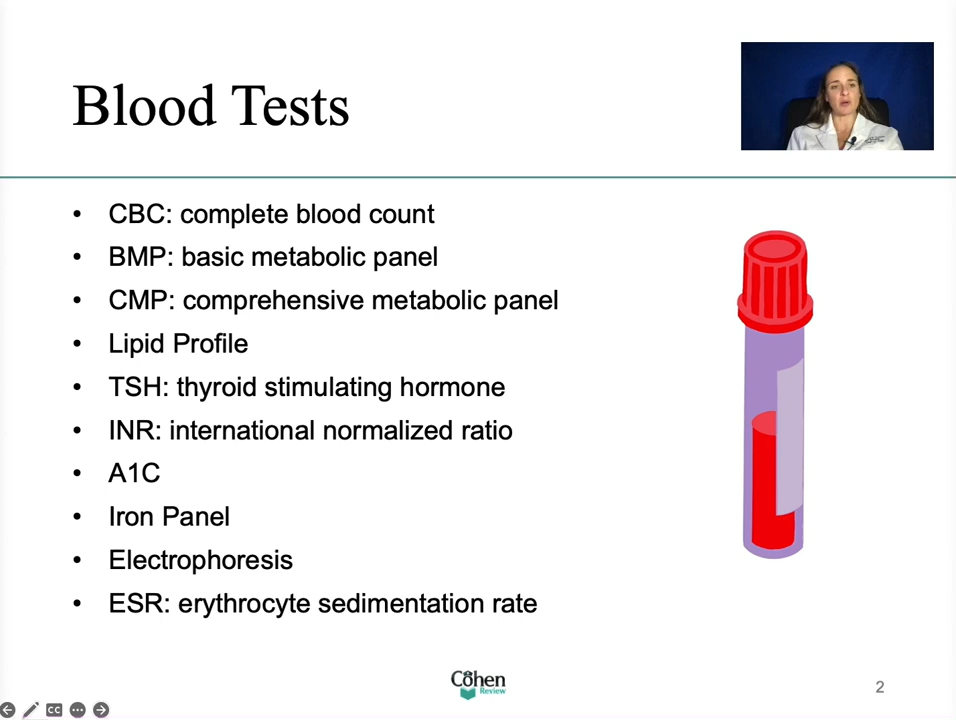 Blood Tests
• CBC: complete blood count
• BMP: basic metabolic panel
• CMP: comprehensive metabolic panel
• Lipid Profile
• TSH: thyroid stimulating hormone
• INR: international normalized ratio
• A1C
• Iron Panel
• Electrophoresis
• ESR: erythrocyte sedimentation rate
Cohen
Review
2
CC